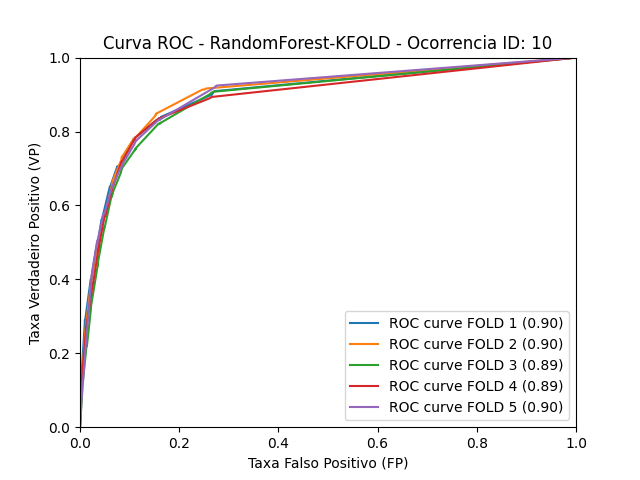 Curva ROC - RandomForest-KFOLD - Ocorrencia ID: 10
Taxa Verdadeiro Positivo (VP)
1.0
0.8
0.6
0.4
0.2
0.0
ROC curve FOLD 1 (0.90)
ROC curve FOLD 2 (0.90)
ROC curve FOLD 3 (0.89)
ROC curve FOLD 4 (0.89)
ROC curve FOLD 5 (0.90)
0.0 0.2 0.4 0.6 0.8 1.0
Taxa Falso Positivo (FP)